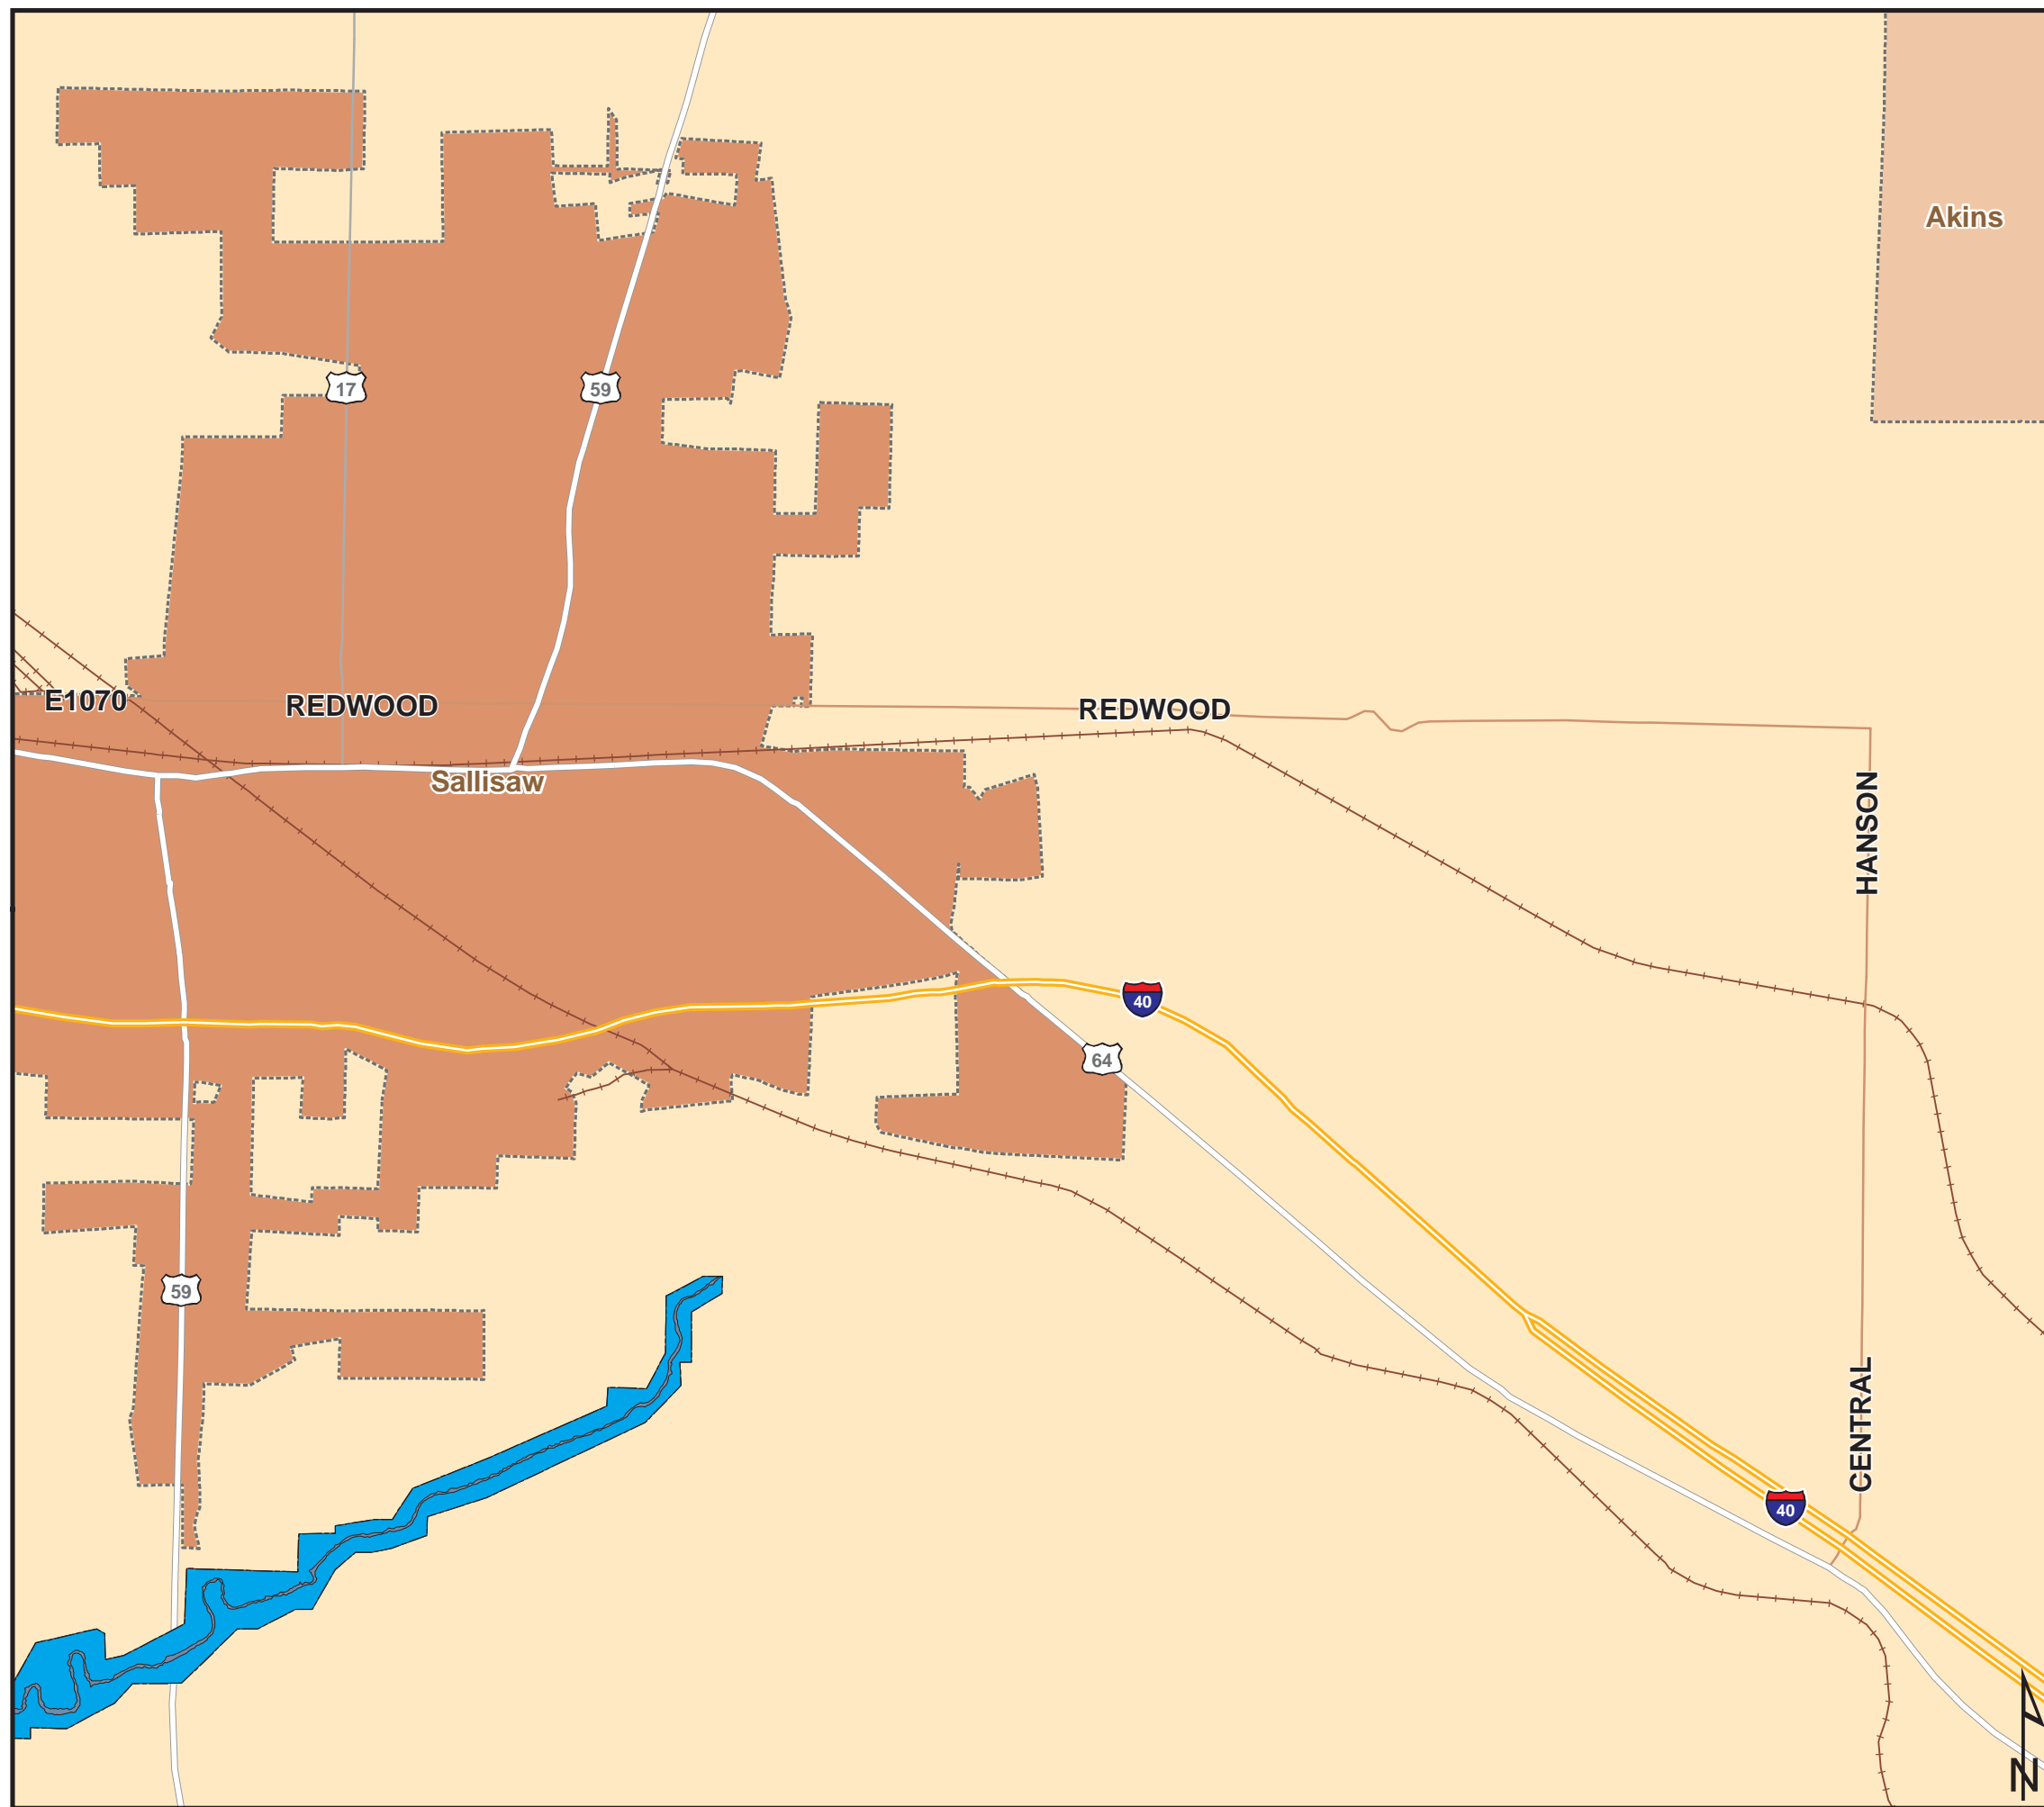 Akins
17
59
E1070
REDWOOD
REDWOOD
Sallisaw
HANSON
40
64
59
CENTRAL
40
N